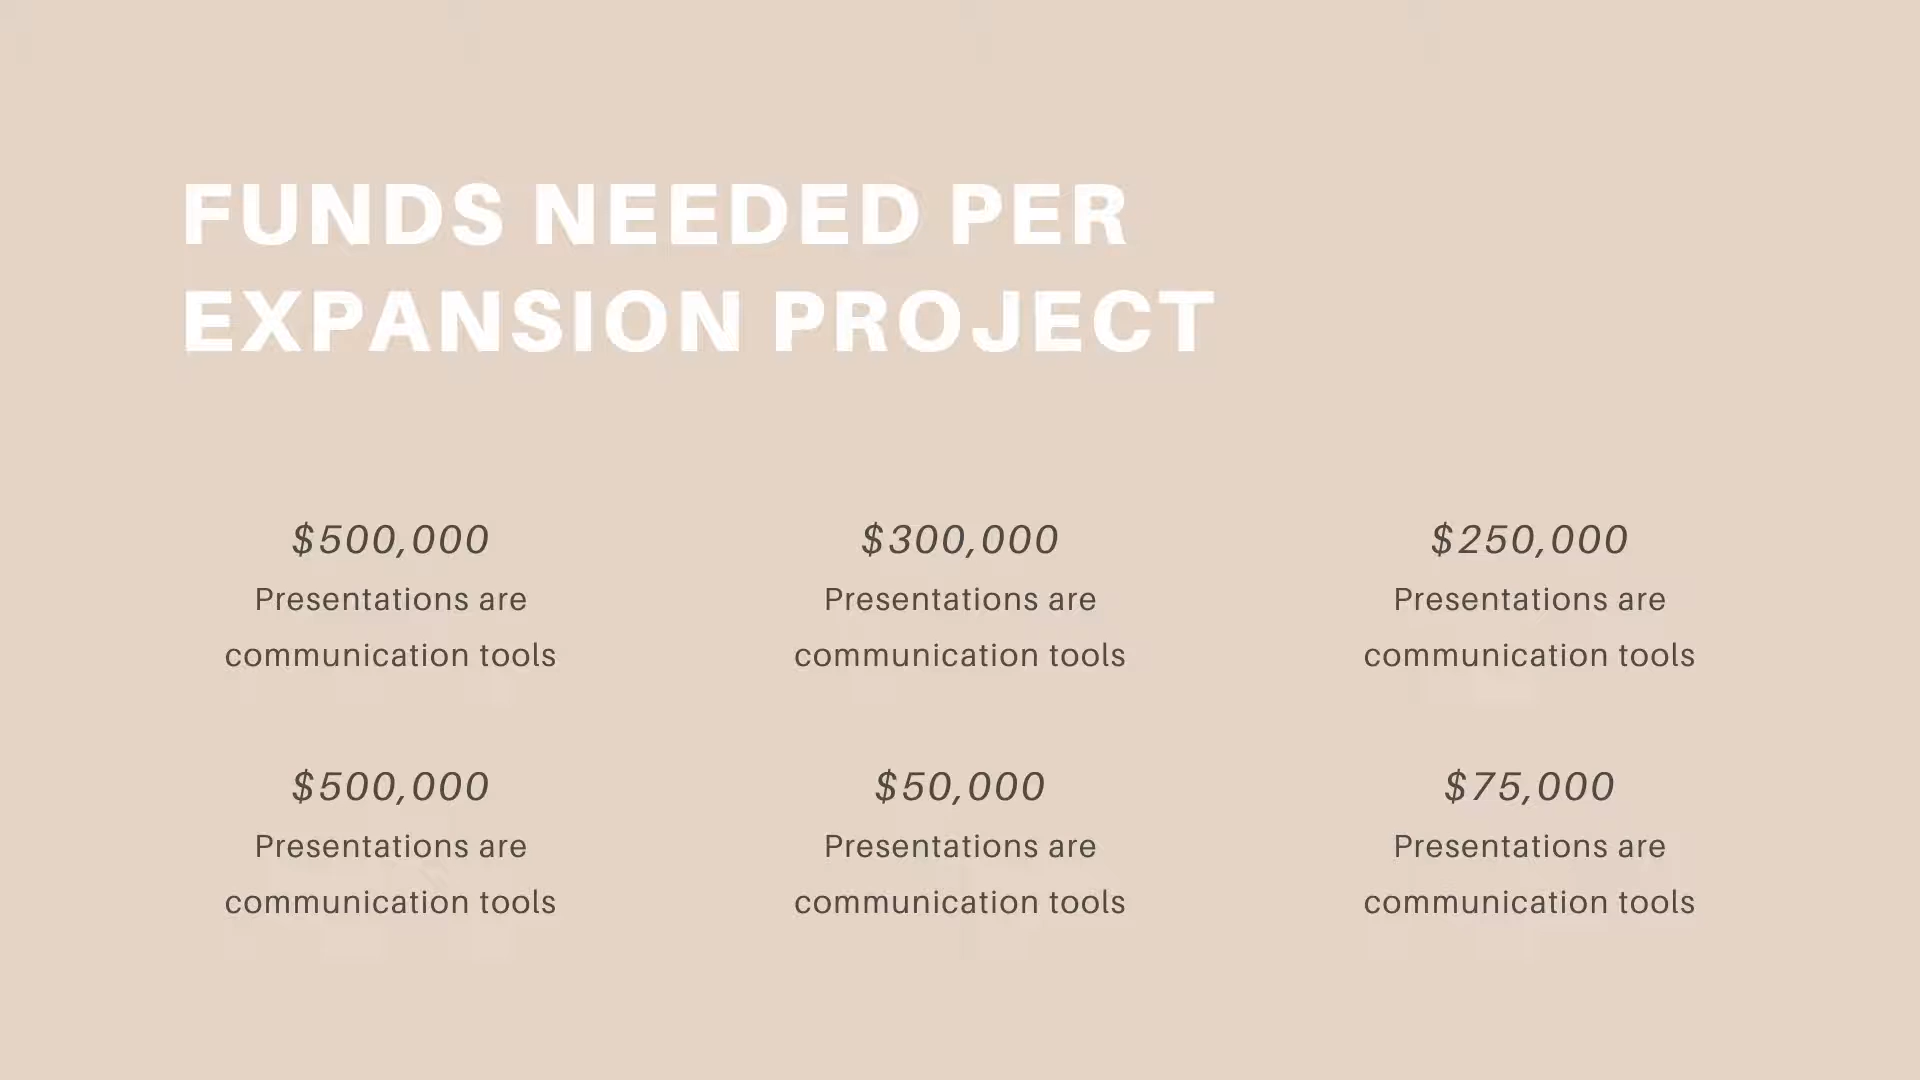 FUNDS NEEDED PER
EXPANSION PROJECT
$500,000
Presentations are
communication tools
$300,000
Presentations are
communication tools
$250,000
Presentations are
communication tools
$500,000
Presentations are
communication tools
$50,000
Presentations are
communication tools
$75,000
Presentations are
communication tools